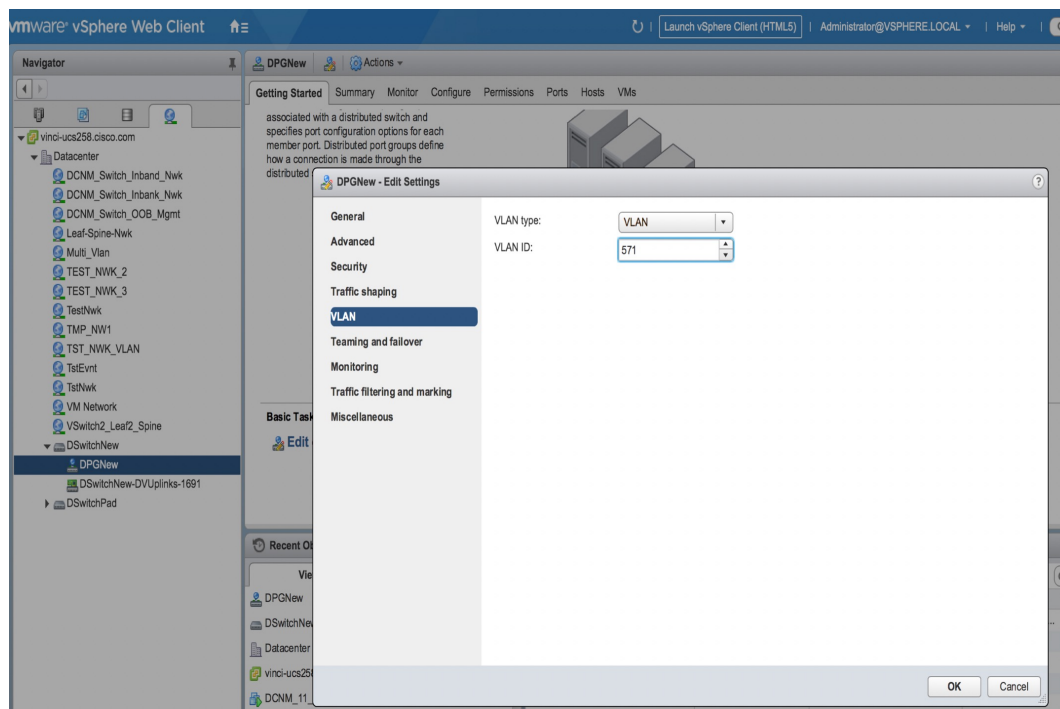 vmware® vSphere Web Client
Launch vSphere Client (HTML5)
Administrator@VSPHERE.LOCAL
Help
Navigator
vinci-ucs258.cisco.com
Datacenter
DCNM_Switch_Inband_Nwk
DCNM_Switch_Inbank_Nwk
DCNM_Switch_OOB_Mgmt
Leaf-Spine-Nwk
Multi_Vlan
TEST_NWK_2
TEST_NWK_3
TestNwk
TMP_NW1
TST_NWK_VLAN
TstEvnt
TstNwk
VM Network
VSwitch2_Leaf2_Spine
DSwitchNew
DPGNew
DSwitchNew-DVUplinks-1691
DSwitchPad
DPGNew
Actions
Getting Started Summary Monitor Configure Permissions Ports Hosts VMs
associated with a distributed switch and
specifies port configuration options for each
member port. Distributed port groups define
how a connection is made through the
distributed
Basic Task
Edit
Recent Ob
Vie
DPGNew
DSwitchNew
Datacenter
vinci-ucs258
DCNM_11_
DPGNew - Edit Settings
General
Advanced
Security
Traffic shaping
VLAN
Teaming and failover
Monitoring
Traffic filtering and marking
Miscellaneous
VLAN type: VLAN
VLAN ID: 571
OK Cancel